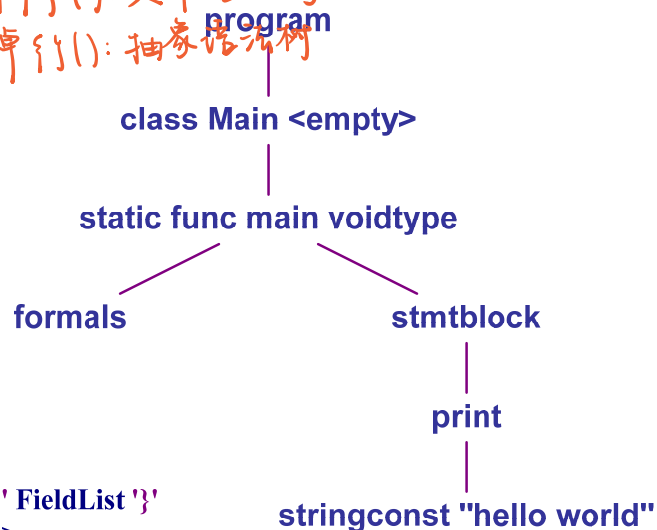 program
{}():抽象语法树
class Main <empty>
static func main voidtype
formals
stmtblock
print
' FieldList '}'
stringconst "hello world"